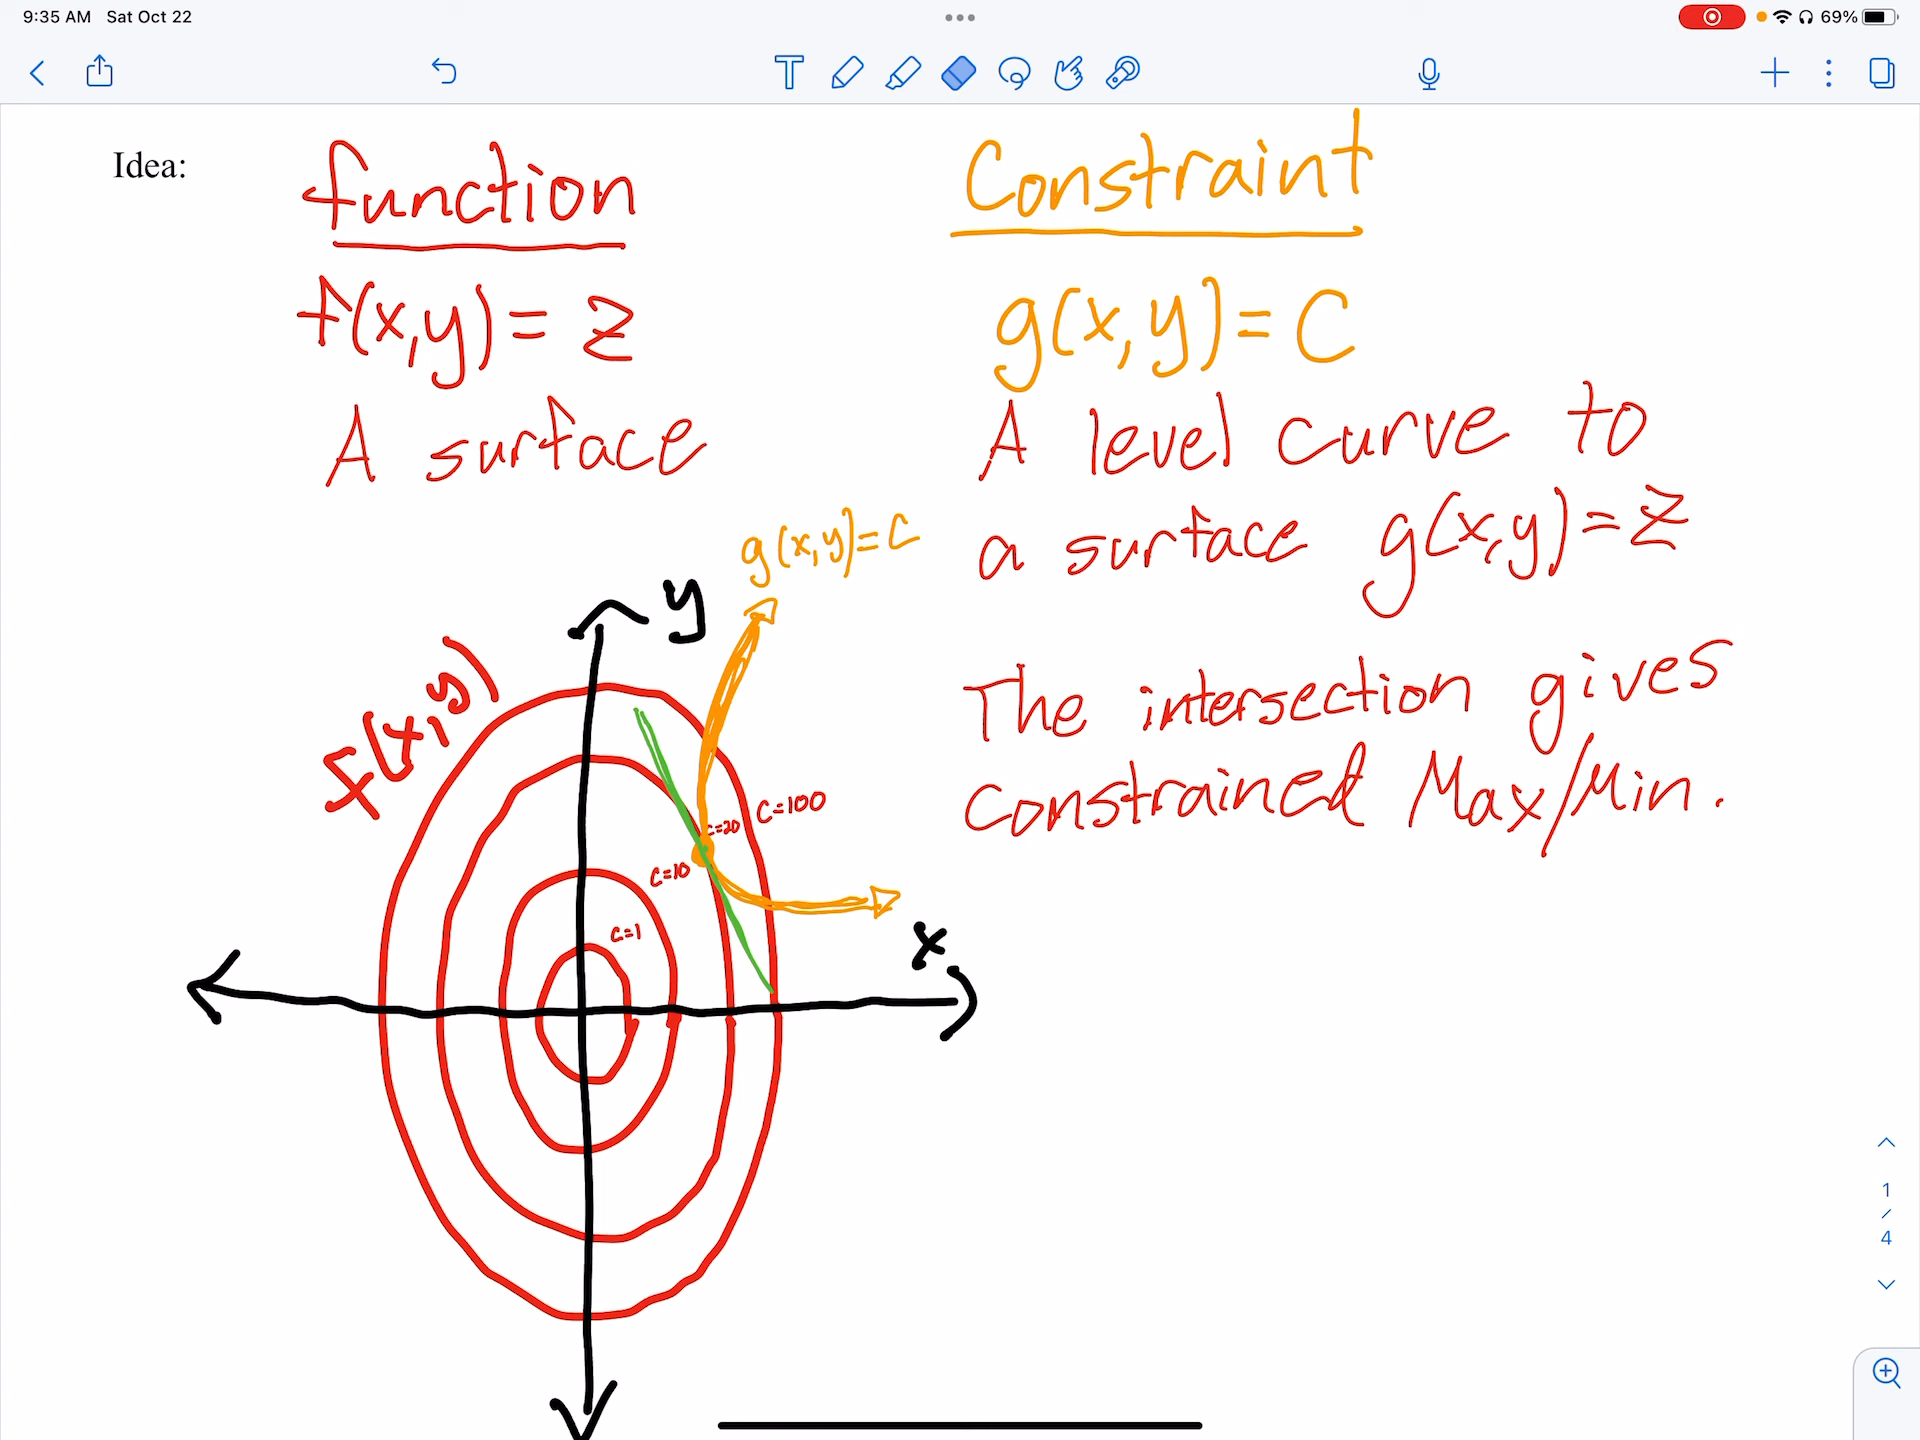 9:35 AM Sat Oct 22
69%
Idea:
function
Constraint
f(x,y) = z
g(x,y) = C
A surface
A level curve to
a surface g(x,y)=z
g(x,y)=C
y
f(x,y)
The intersection gives
constrained Max/Min.
C=100
C=20
C=10
C=1
x
1
/
4